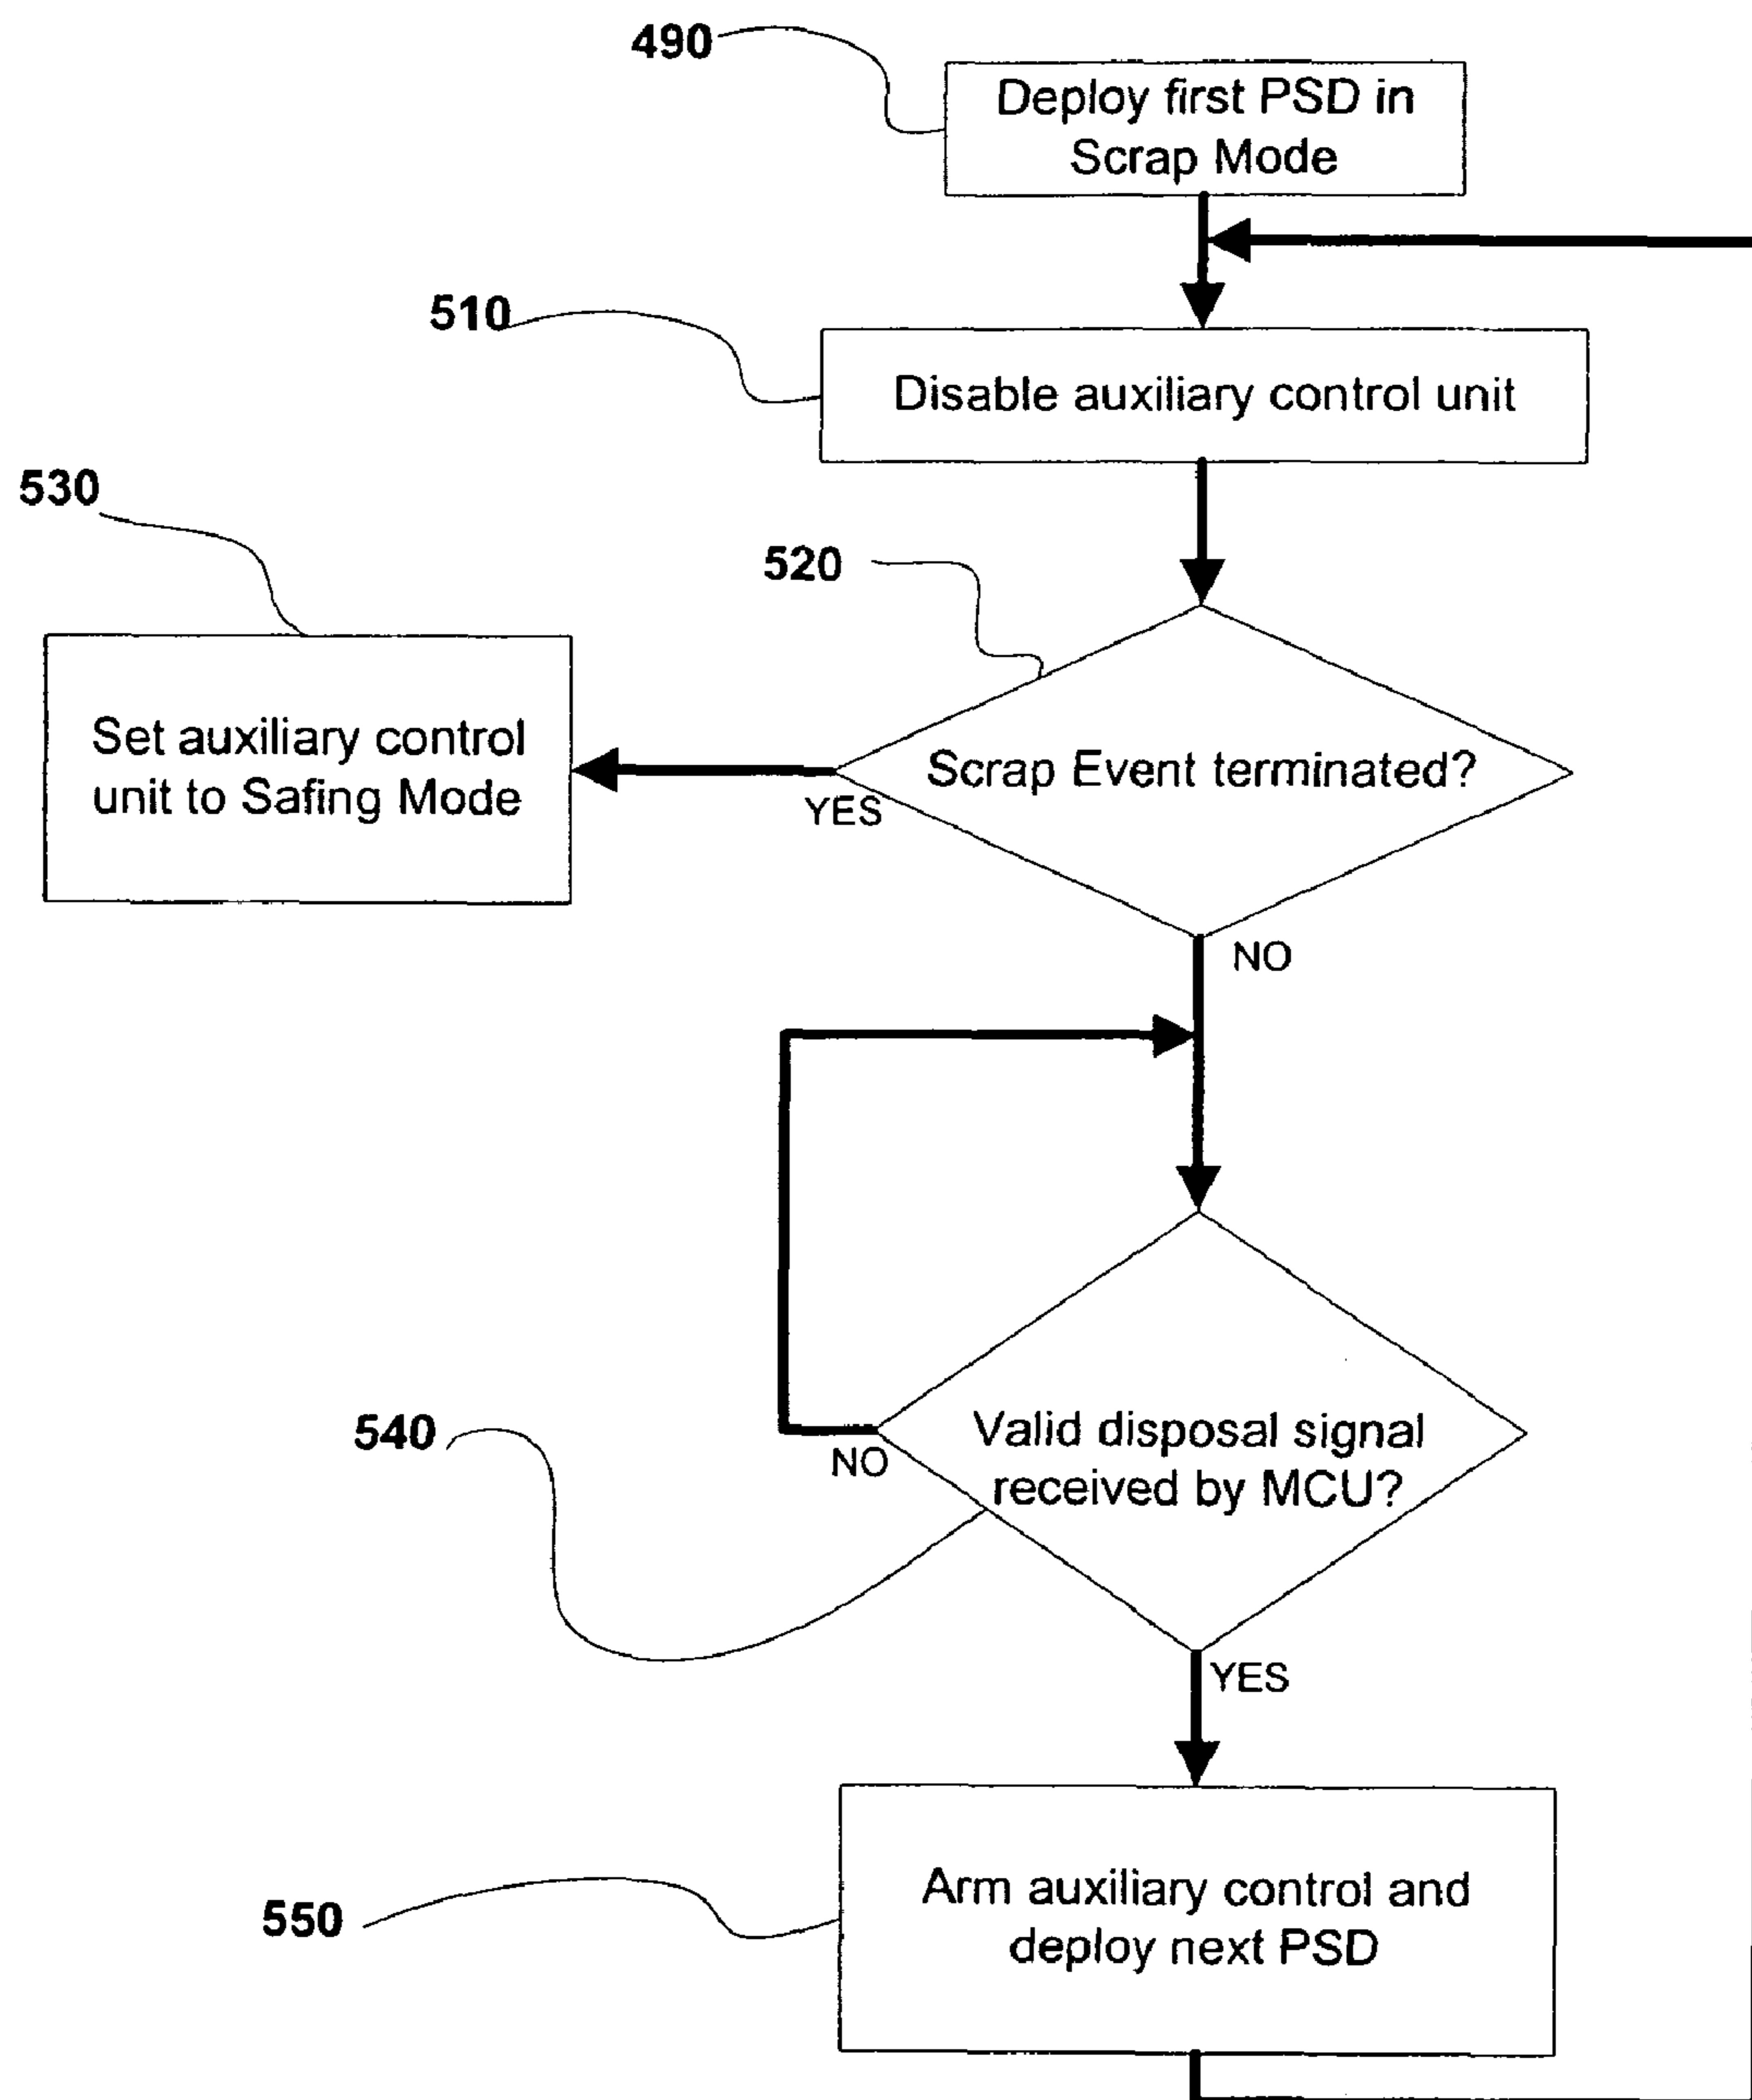 490
Deploy first PSD in
Scrap Mode
510
Disable auxiliary control unit
530
520
Set auxiliary control
unit to Safing Mode
Scrap Event terminated?
YES
NO
540
Valid disposal signal
received by MCU?
NO
YES
550
Arm auxiliary control and
deploy next PSD